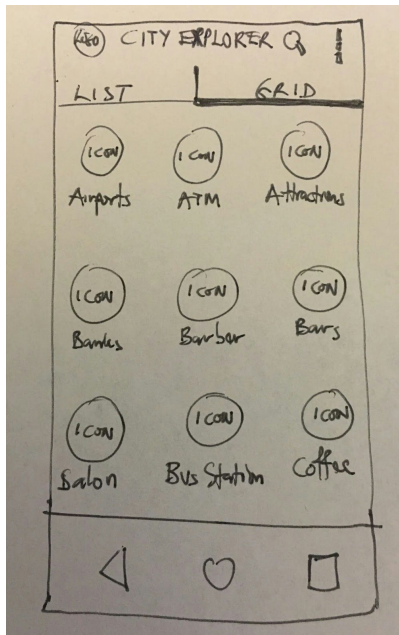 LOGO CITY EXPLORER
LIST GRID
ICON ICON ICON
Airports ATM Attractions
ICON ICON ICON
Banks Barber Bars
ICON ICON ICON
Salon Bus Station Coffee